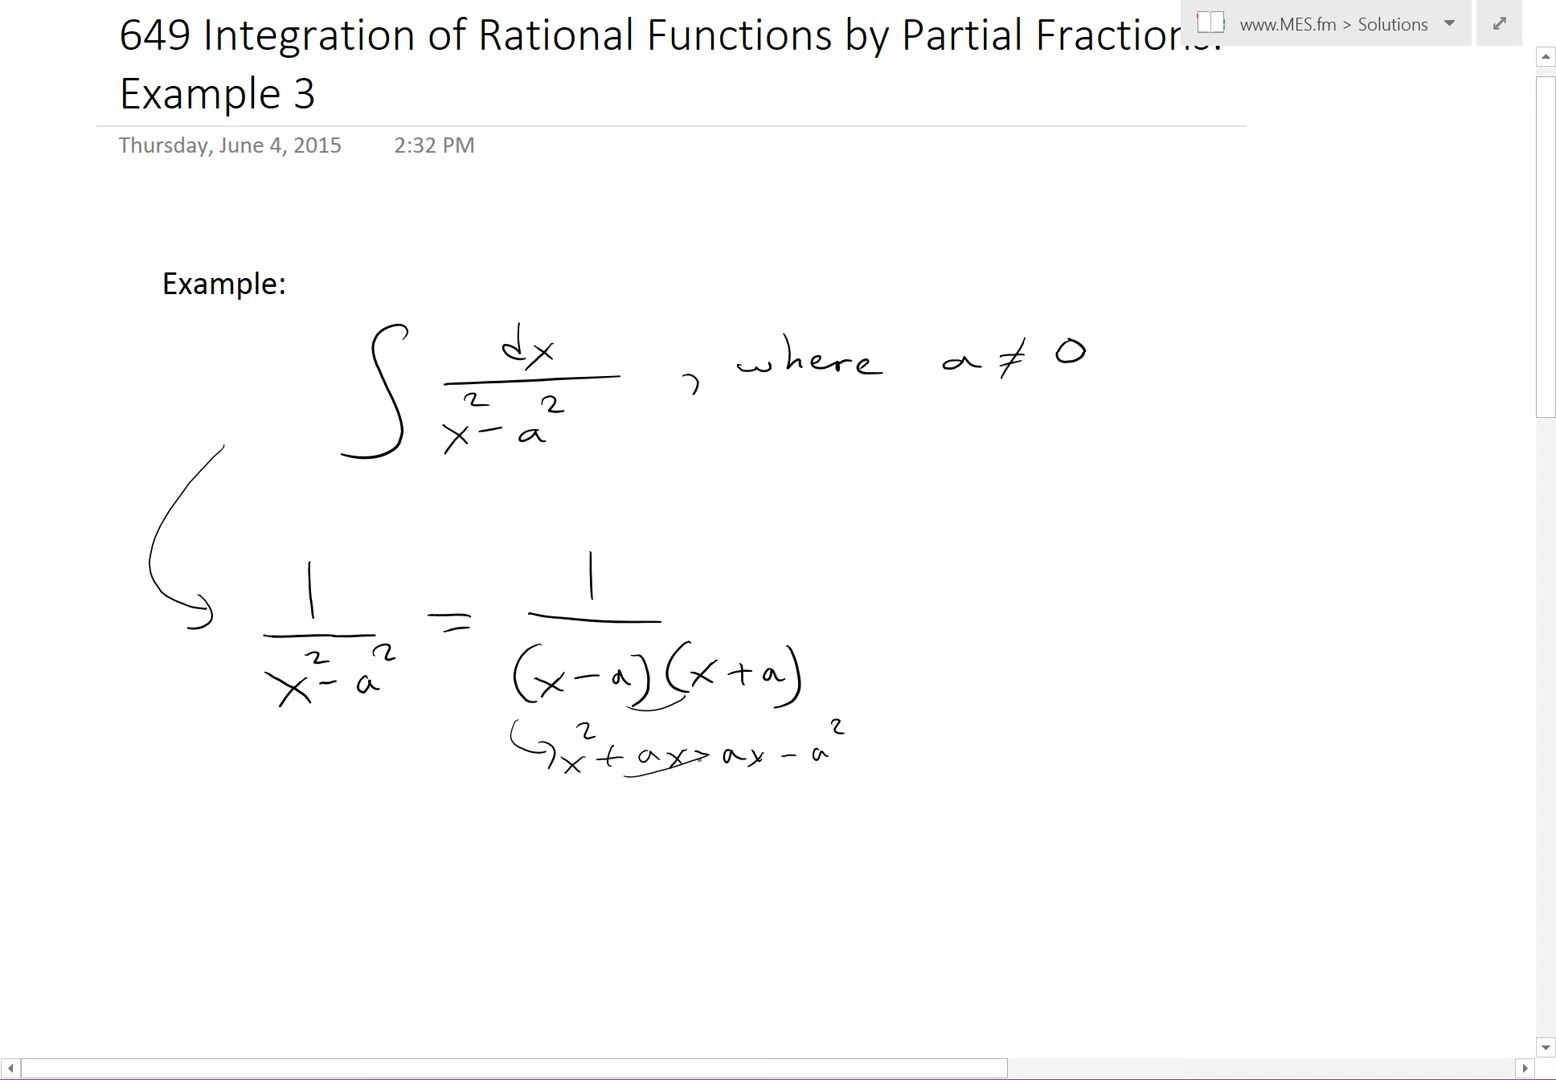 649 Integration of Rational Functions by Partial Fractions:
Example 3
www.MES.fm > Solutions
Thursday, June 4, 2015 2:32 PM
Example:
∫ dx / (x² - a²) , where a ≠ 0
1 / (x² - a²) = 1 / ((x - a)(x + a))
x² + ax - ax - a²